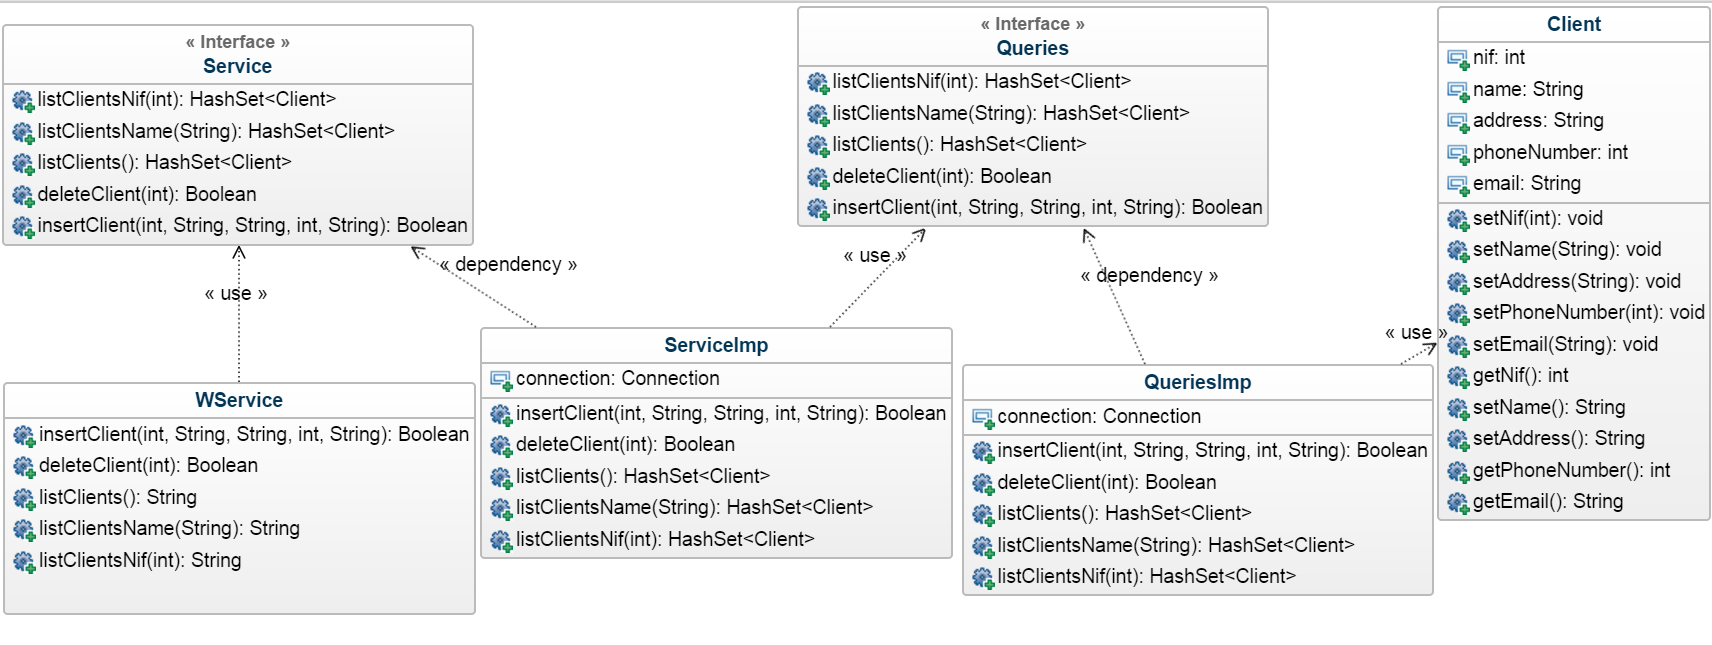 « Interface »
Service
listClientsNif(int): HashSet<Client>
listClientsName(String): HashSet<Client>
listClients(): HashSet<Client>
deleteClient(int): Boolean
insertClient(int, String, String, int, String): Boolean
« Interface »
Queries
listClientsNif(int): HashSet<Client>
listClientsName(String): HashSet<Client>
listClients(): HashSet<Client>
deleteClient(int): Boolean
insertClient(int, String, String, int, String): Boolean
Client
nif: int
name: String
address: String
phoneNumber: int
email: String
setNif(int): void
setName(String): void
setAddress(String): void
setPhoneNumber(int): void
setEmail(String): void
getNif(): int
setName(): String
setAddress(): String
getPhoneNumber(): int
getEmail(): String
« use »
« dependency »
« use »
« dependency »
« use »
WService
insertClient(int, String, String, int, String): Boolean
deleteClient(int): Boolean
listClients(): String
listClientsName(String): String
listClientsNif(int): String
ServiceImp
connection: Connection
insertClient(int, String, String, int, String): Boolean
deleteClient(int): Boolean
listClients(): HashSet<Client>
listClientsName(String): HashSet<Client>
listClientsNif(int): HashSet<Client>
QueriesImp
connection: Connection
insertClient(int, String, String, int, String): Boolean
deleteClient(int): Boolean
listClients(): HashSet<Client>
listClientsName(String): HashSet<Client>
listClientsNif(int): HashSet<Client>